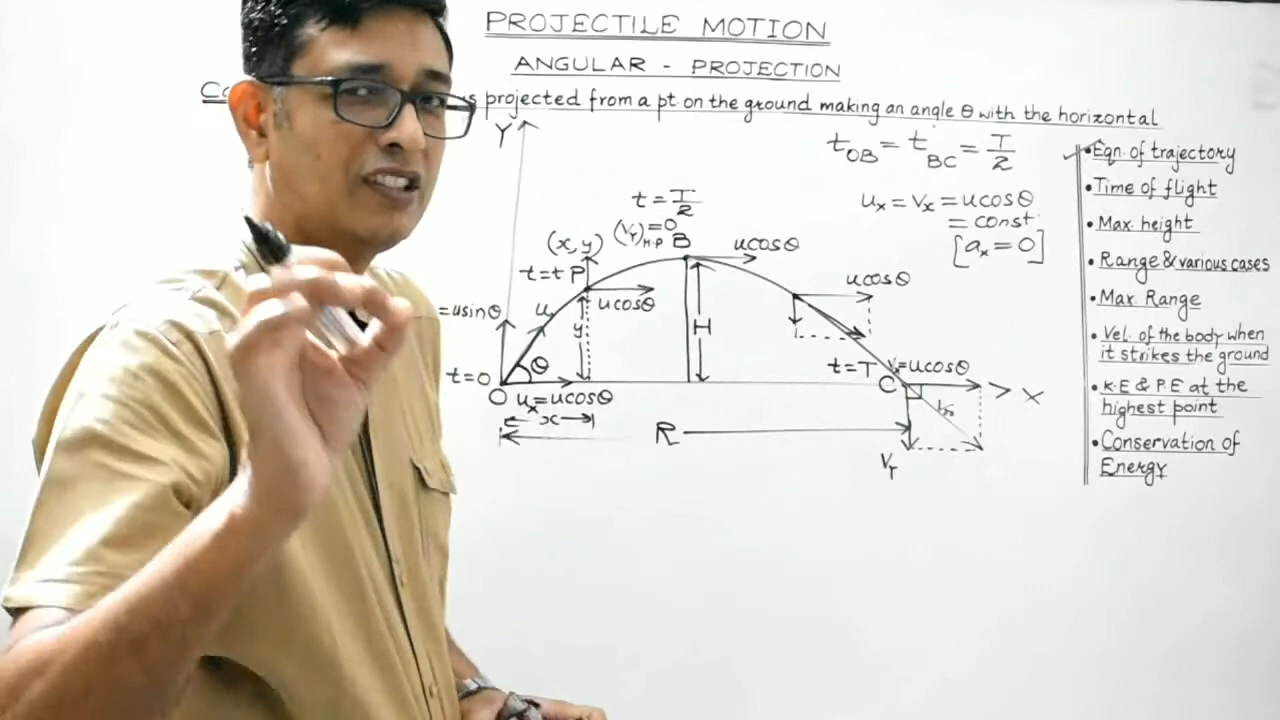 PROJECTILE MOTION
ANGULAR - PROJECTION
projected from a pt. on the ground making an angle θ with the horizontal
Y
t_OB = t_BC = T/2
u_x = v_x = ucosθ
= const.
[a_x = 0]
t = T/2
(V_Y)_H.P = 0
B
ucosθ
(x, y)
t=t P
ucosθ
ucosθ
= usinθ
u
y
H
θ
t=0
t=T
=ucosθ
O
u_x = ucosθ
C
> X
x
R
V_Y
• Eqn. of trajectory
• Time of flight
• Max. height
• Range & various cases
• Max. Range
• Vel. of the body when
it strikes the ground
• K.E & P.E at the
highest point
• Conservation of
Energy